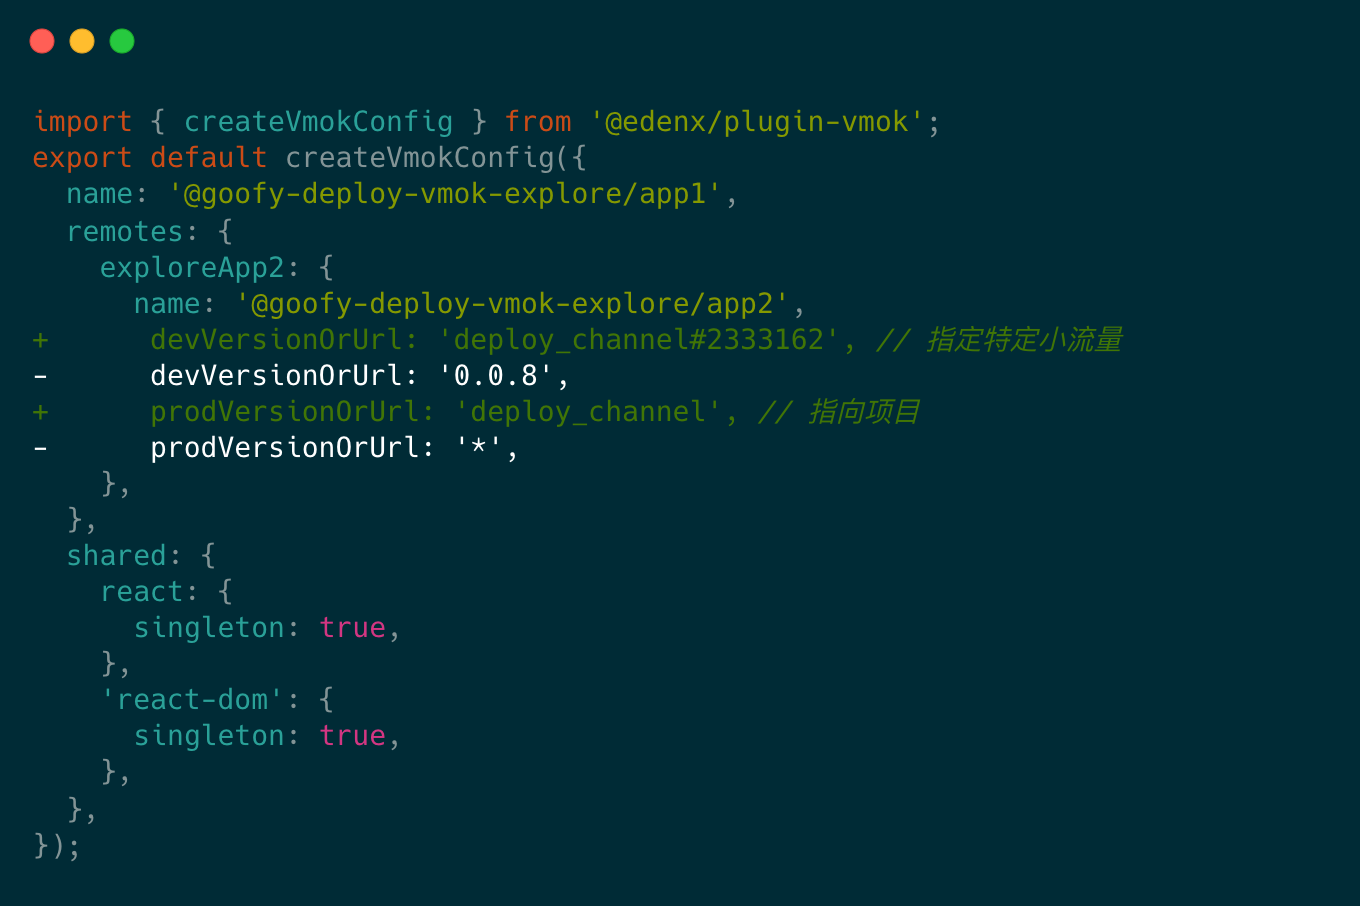 import { createVmokConfig } from '@edenx/plugin-vmok';
export default createVmokConfig({
  name: '@goofy-deploy-vmok-explore/app1',
  remotes: {
    exploreApp2: {
      name: '@goofy-deploy-vmok-explore/app2',
+      devVersionOrUrl: 'deploy_channel#2333162', // 指定特定小流量
-      devVersionOrUrl: '0.0.8',
+      prodVersionOrUrl: 'deploy_channel', // 指向项目
-      prodVersionOrUrl: '*',
    },
  },
  shared: {
    react: {
      singleton: true,
    },
    'react-dom': {
      singleton: true,
    },
  },
});